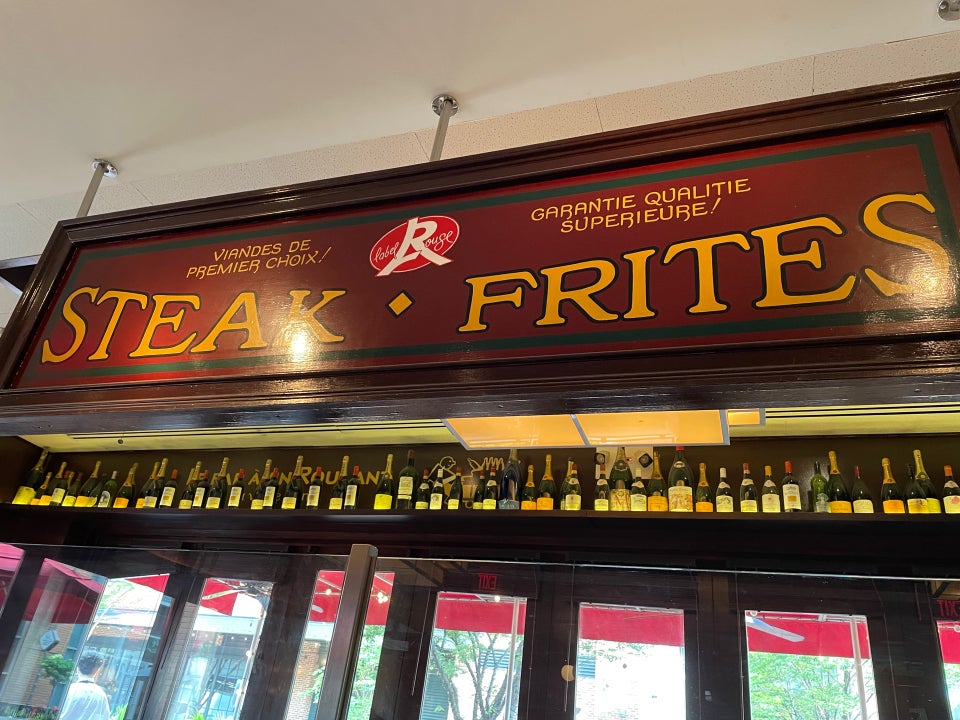 VIANDES DE
PREMIER CHOIX!
label Rouge
GARANTIE QUALITIE
SUPERIEURE!
STEAK · FRITES
EXIT